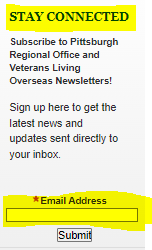 STAY CONNECTED
Subscribe to Pittsburgh
Regional Office and
Veterans Living
Overseas Newsletters!
Sign up here to get the
latest news and
updates sent directly to
your inbox.
*Email Address
Submit